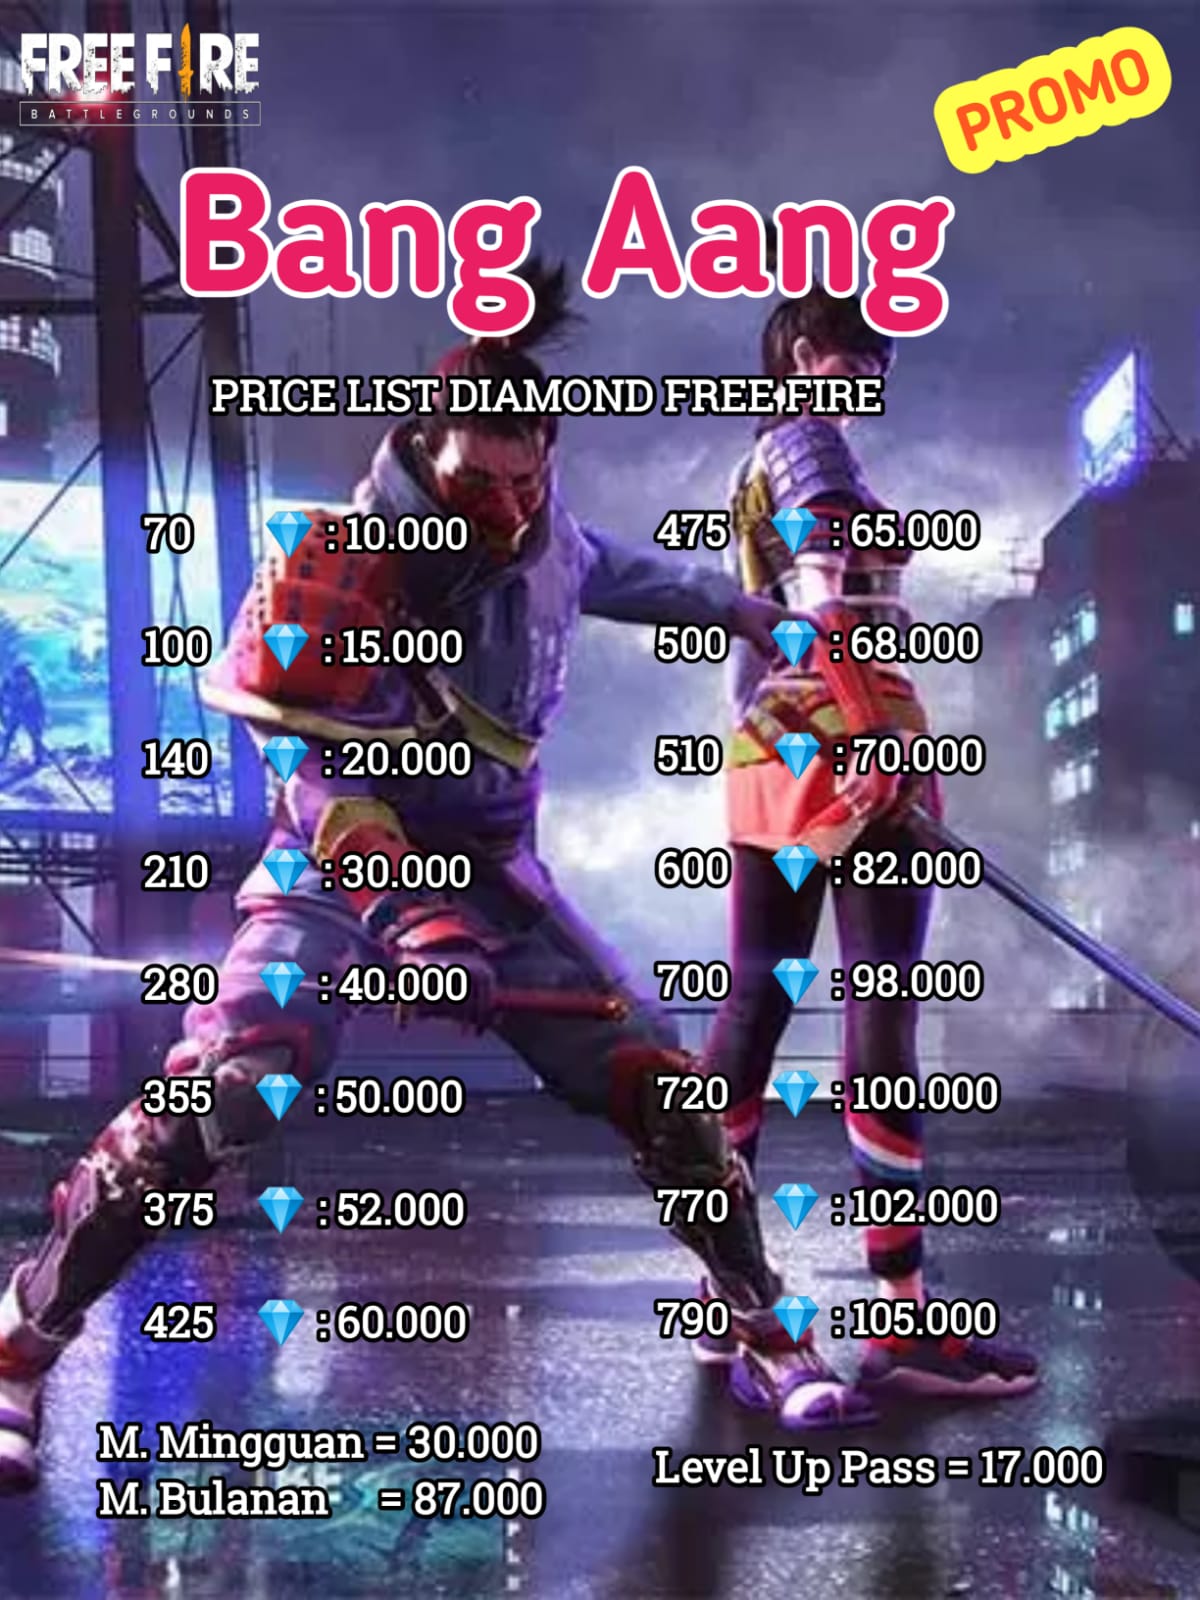 FREE FIRE
BATTLEGROUNDS
PROMO
Bang Aang
PRICE LIST DIAMOND FREE FIRE
70 💎 : 10.000
100 💎 : 15.000
140 💎 : 20.000
210 💎 : 30.000
280 💎 : 40.000
355 💎 : 50.000
375 💎 : 52.000
425 💎 : 60.000
475 💎 : 65.000
500 💎 : 68.000
510 💎 : 70.000
600 💎 : 82.000
700 💎 : 98.000
720 💎 : 100.000
770 💎 : 102.000
790 💎 : 105.000
M. Mingguan = 30.000
M. Bulanan = 87.000
Level Up Pass = 17.000